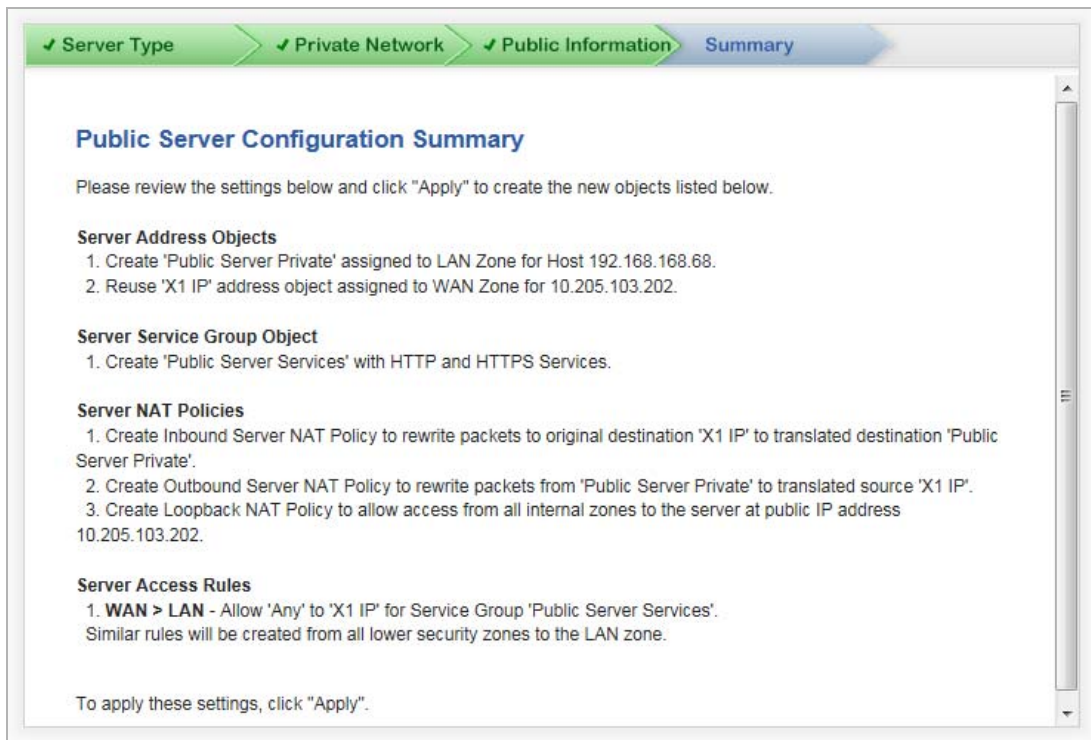 ✔ Server Type ✔ Private Network ✔ Public Information Summary
Public Server Configuration Summary
Please review the settings below and click "Apply" to create the new objects listed below.
Server Address Objects
1. Create 'Public Server Private' assigned to LAN Zone for Host 192.168.168.68.
2. Reuse 'X1 IP' address object assigned to WAN Zone for 10.205.103.202.
Server Service Group Object
1. Create 'Public Server Services' with HTTP and HTTPS Services.
Server NAT Policies
1. Create Inbound Server NAT Policy to rewrite packets to original destination 'X1 IP' to translated destination 'Public
Server Private'.
2. Create Outbound Server NAT Policy to rewrite packets from 'Public Server Private' to translated source 'X1 IP'.
3. Create Loopback NAT Policy to allow access from all internal zones to the server at public IP address
10.205.103.202.
Server Access Rules
1. WAN > LAN - Allow 'Any' to 'X1 IP' for Service Group 'Public Server Services'.
Similar rules will be created from all lower security zones to the LAN zone.
To apply these settings, click "Apply".